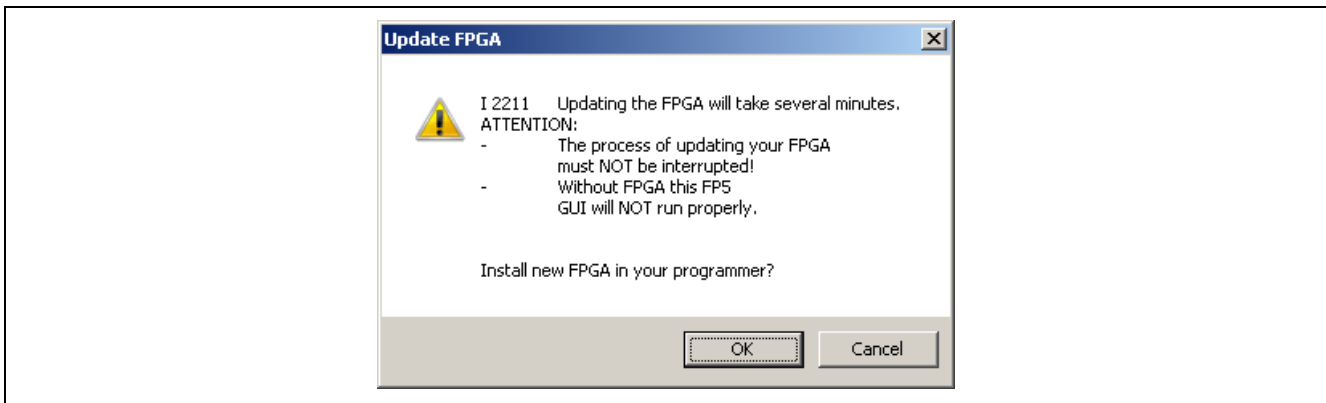 Update FPGA
I 2211 Updating the FPGA will take several minutes.
ATTENTION:
- The process of updating your FPGA
must NOT be interrupted!
- Without FPGA this FP5
GUI will NOT run properly.
Install new FPGA in your programmer?
OK Cancel